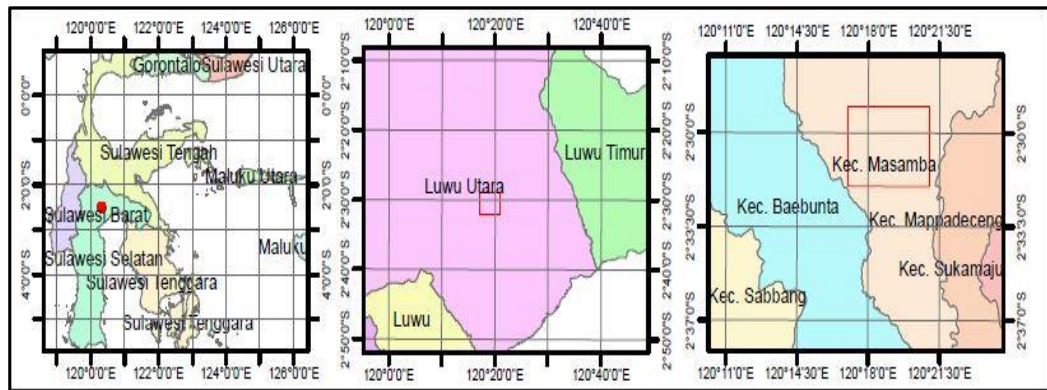 120°0'0"E 122°0'0"E 124°0'0"E 126°0'0"E
0°0'0"
2°0'0"S
4°0'0"S
Gorontalo Sulawesi Utara
Sulawesi Tengah
Maluku Utara
Sulawesi Barat
Maluku
Sulawesi Selatan
Sulawesi Tenggara
Sulawesi Tenggara
0°0'0"
2°0'0"S
4°0'0"S
120°0'0"E 122°0'0"E 124°0'0"E 126°0'0"E
120°0'0"E 120°20'0"E 120°40'0"E
2°10'0"S
2°20'0"S
2°30'0"S
2°40'0"S
2°50'0"S
Luwu Timur
Luwu Utara
Luwu
2°10'0"S
2°20'0"S
2°30'0"S
2°40'0"S
2°50'0"S
120°0'0"E 120°20'0"E 120°40'0"E
120°11'0"E 120°14'30"E 120°18'0"E 120°21'30"E
2°30'0"S
2°33'30"S
2°37'0"S
Kec. Masamba
Kec. Baebunta
Kec. Mappadeceng
Kec. Sukamaju
Kec. Sabbang
2°30'0"S
2°33'30"S
2°37'0"S
120°11'0"E 120°14'30"E 120°18'0"E 120°21'30"E